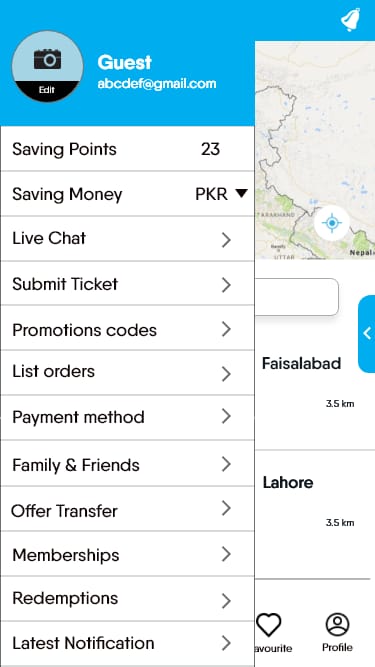 Guest
abcdef@gmail.com
Edit
Saving Points 23
Saving Money PKR
Live Chat
Submit Ticket
Promotions codes
List orders
Payment method
Family & Friends
Offer Transfer
Memberships
Redemptions
Latest Notification
TARAKHAND
UTTAR
Nepal
Faisalabad
3.5 km
Lahore
3.5 km
avourite
Profile